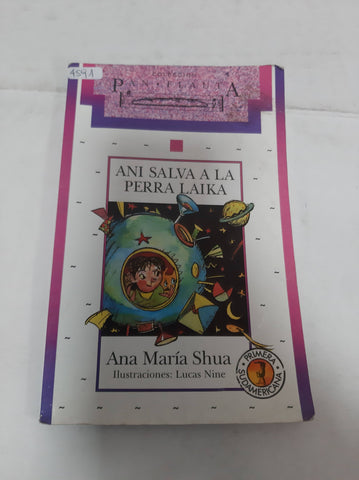 4591
COLECCIÓN
PAN FLAUTA
ANI SALVA A LA
PERRA LAIKA
Ana María Shua
Ilustraciones: Lucas Nine
PRIMERA
SUDAMERICANA